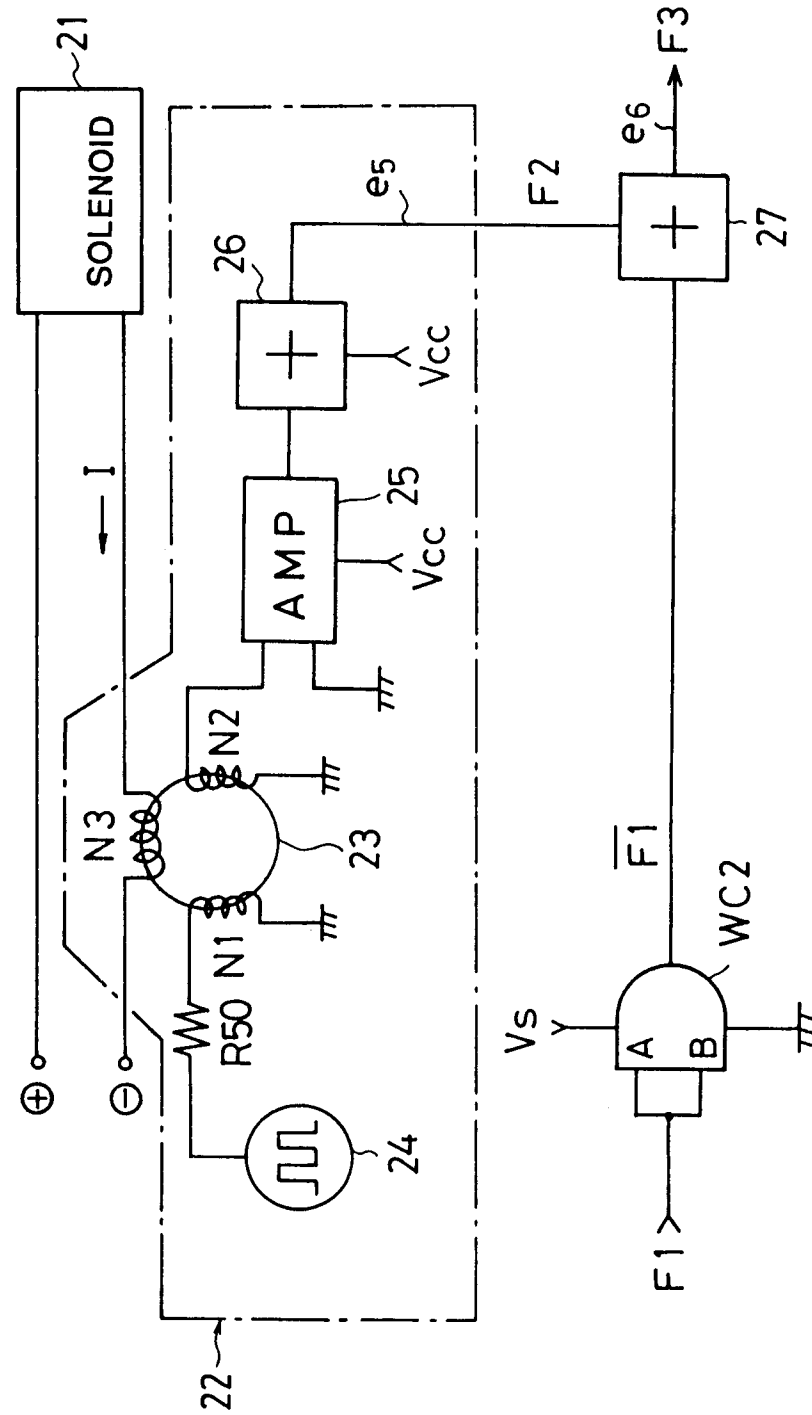 SOLENOID
21
I
⊕
⊖
N3
N1
N2
R50
23
24
22
AMP
25
Vcc
26
+
Vcc
e5
F2
+
27
e6
F3
F1
A
B
Vs
WC2
F̅1̅